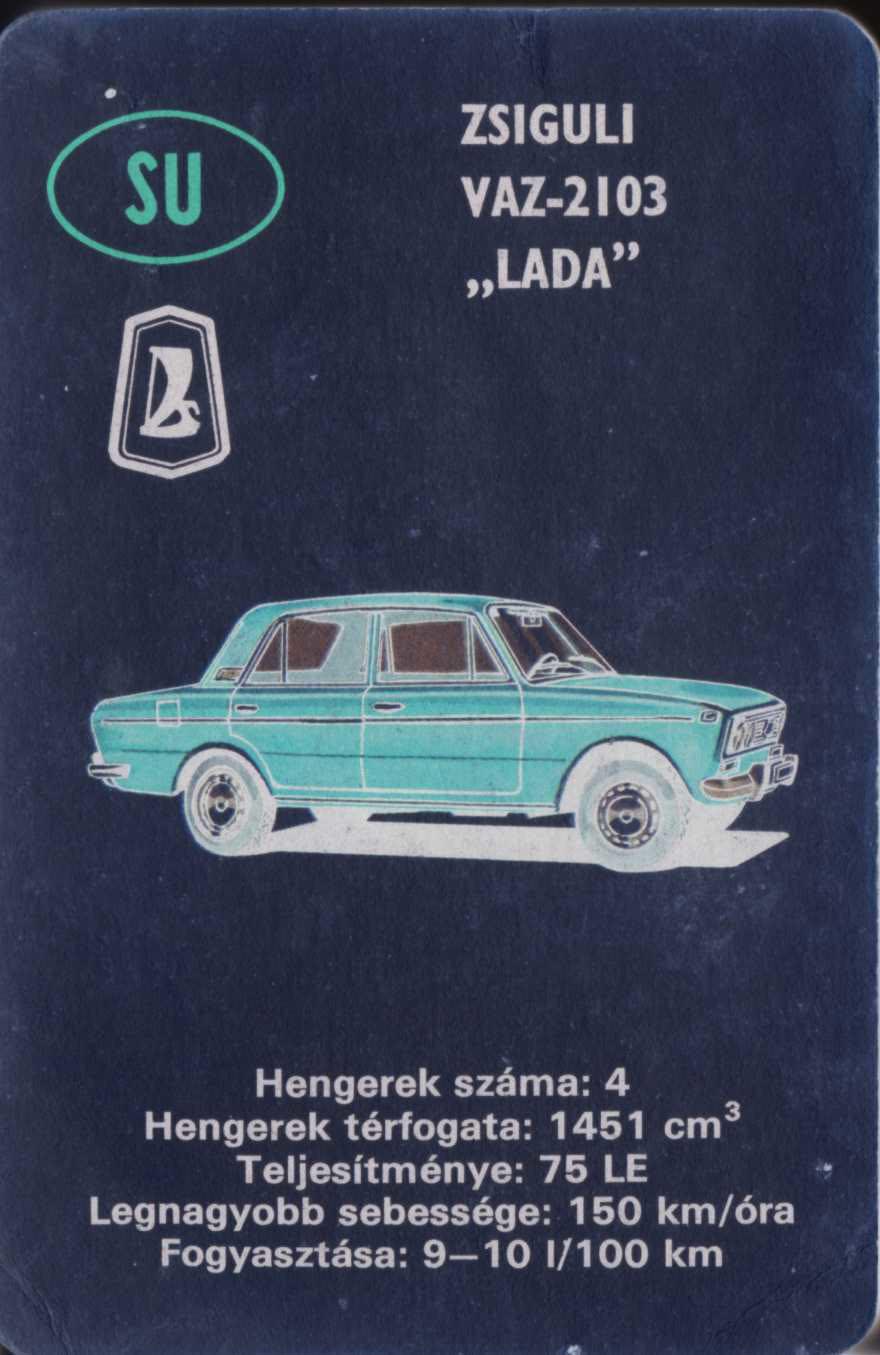 SU
ZSIGULI
VAZ-2103
„LADA”
Hengerek száma: 4
Hengerek térfogata: 1451 cm³
Teljesítménye: 75 LE
Legnagyobb sebessége: 150 km/óra
Fogyasztása: 9—10 l/100 km